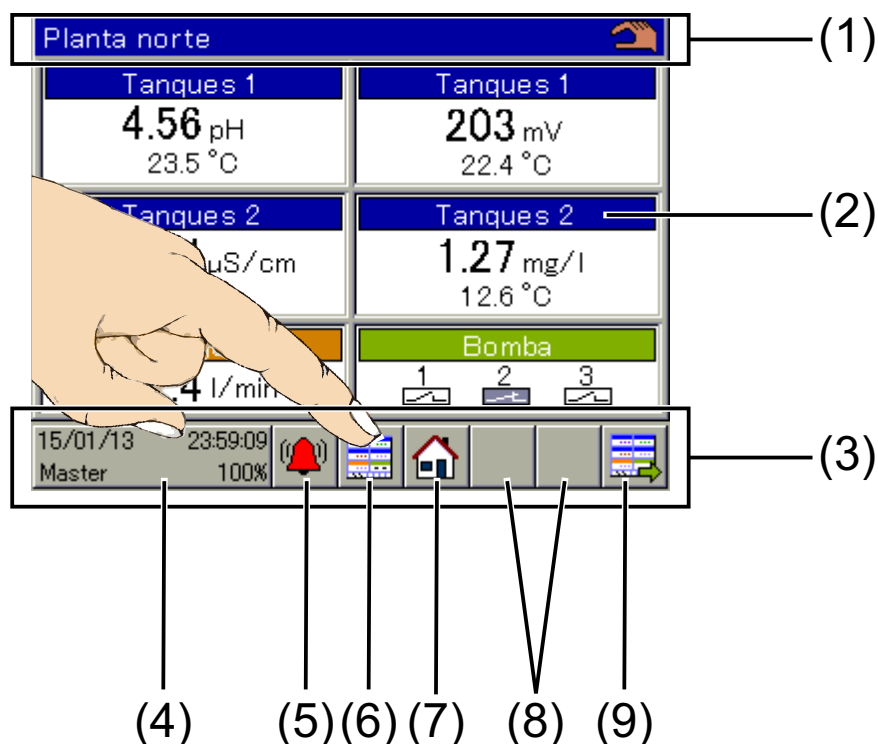 Planta norte
(1)
Tanques 1
Tanques 1
4.56 pH
203 mV
23.5 °C
22.4 °C
Tanques 2
Tanques 2
(2)
µS/cm
1.27 mg/l
12.6 °C
Bomba
.4 l/min
1 2 3
15/01/13 23:59:09
Master 100%
(3)
(4) (5) (6) (7) (8) (9)